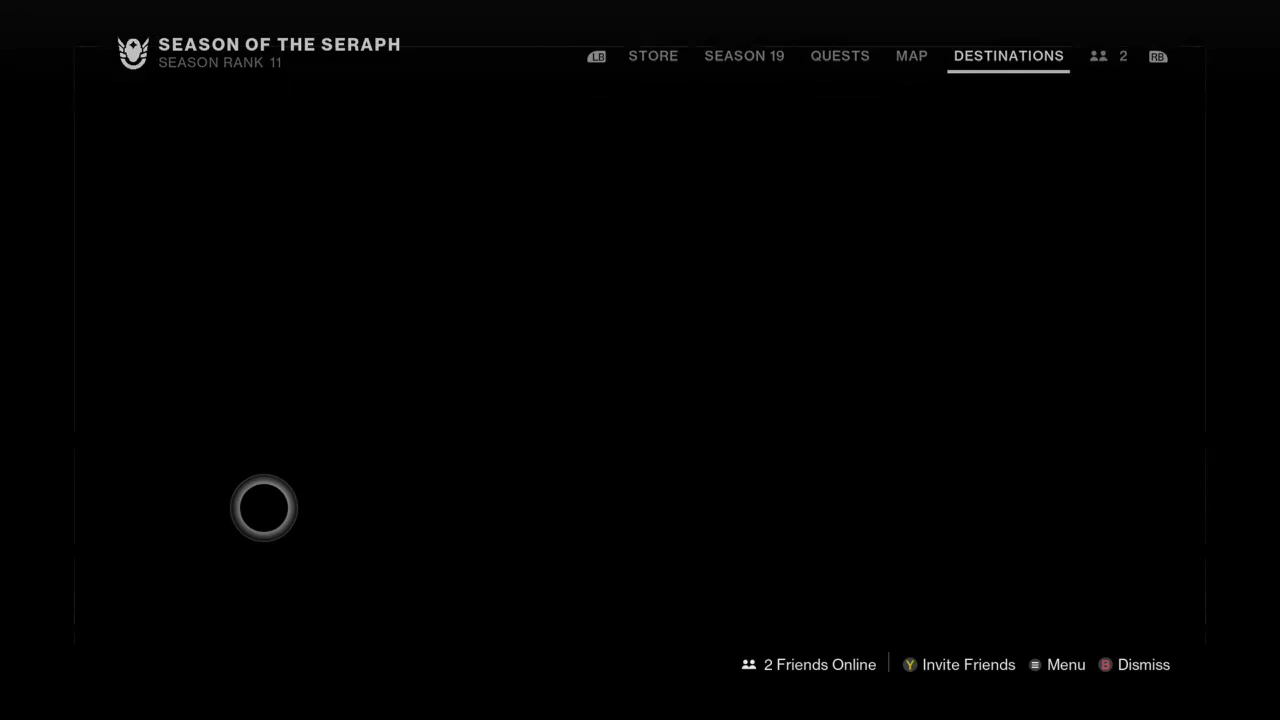 SEASON OF THE SERAPH
SEASON RANK 11
LB STORE SEASON 19 QUESTS MAP DESTINATIONS 2 RB
2 Friends Online Y Invite Friends Menu B Dismiss